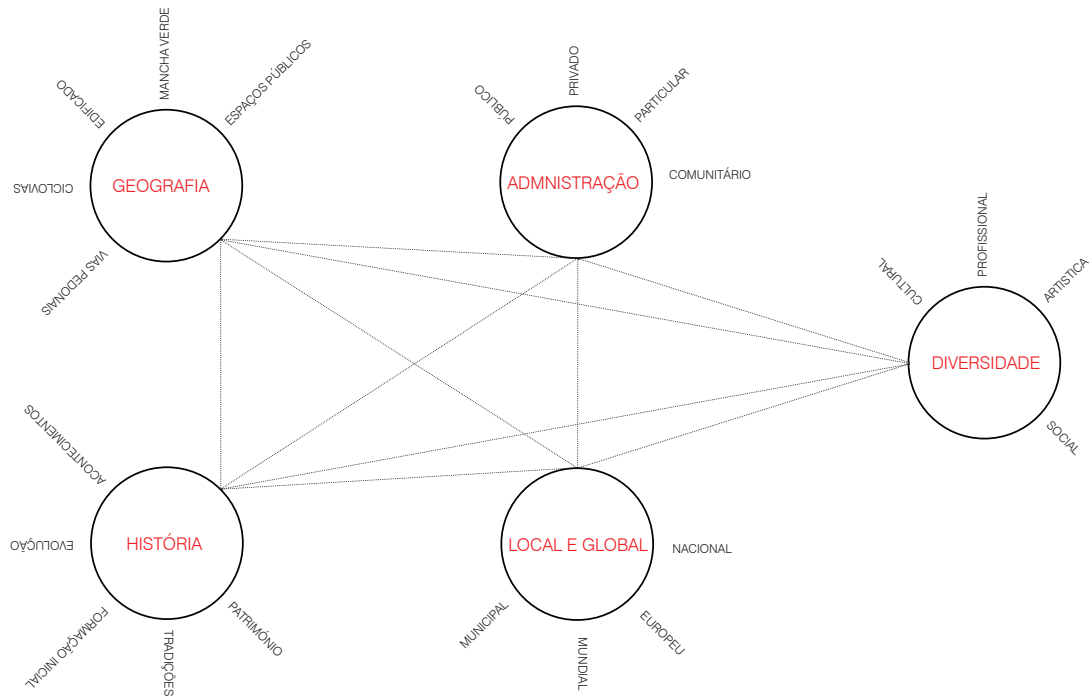 MANCHA VERDE
EDIFICADO
ESPAÇOS PÚBLICOS
CICLOVIAS
GEOGRAFIA
VIAS PEDONAIS
PRIVADO
PÚBLICO
PARTICULAR
ADMNISTRAÇÃO
COMUNITÁRIO
PROFISSIONAL
CULTURAL
ARTISTICA
DIVERSIDADE
SOCIAL
ACONTECIMENTOS
EVOLUÇÃO
HISTÓRIA
FORMAÇÃO INICIAL
TRADIÇÕES
PATRIMÓNIO
LOCAL E GLOBAL
NACIONAL
MUNICIPAL
MUNDIAL
EUROPEU